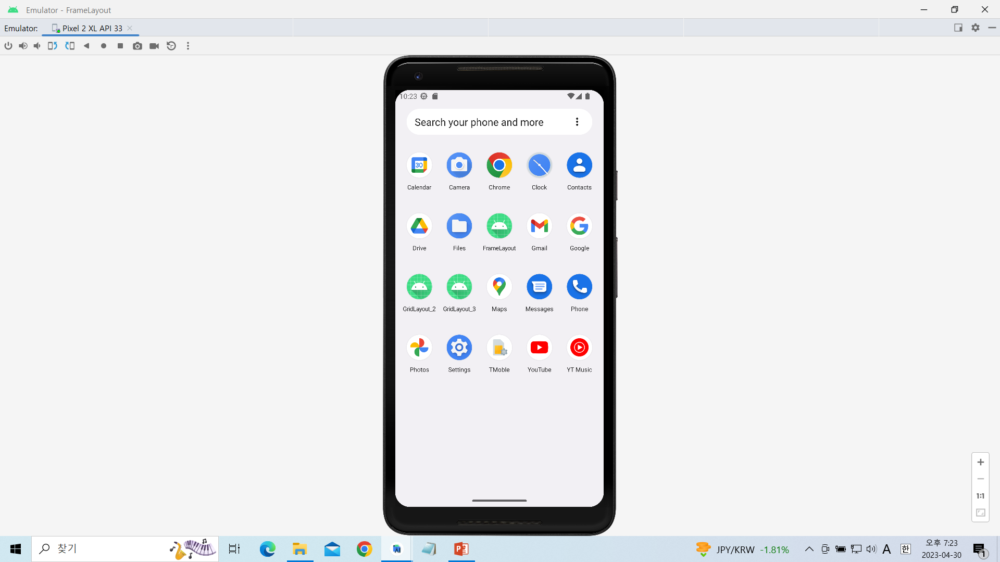 Emulator - FrameLayout
Emulator: Pixel 2 XL API 33
10:23
Search your phone and more
30
Calendar Camera Chrome Clock Contacts
Drive Files FrameLayout Gmail Google
GridLayout_2 GridLayout_3 Maps Messages Phone
Photos Settings TMoble YouTube YT Music
1:1
찾기
P
JPY/KRW -1.81%
A
한
오후 7:23
2023-04-30
1